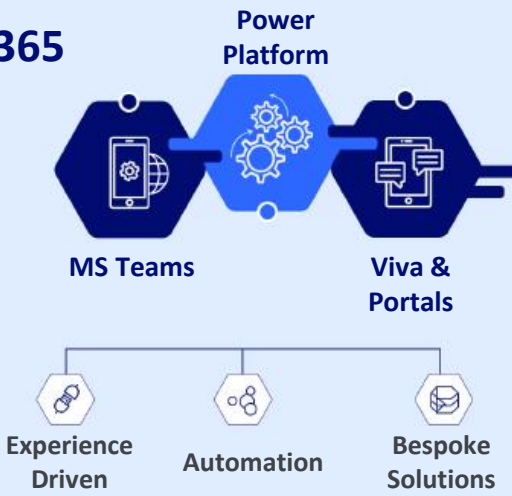 365
Power
Platform
MS Teams
Viva &
Portals
Experience
Driven
Automation
Bespoke
Solutions